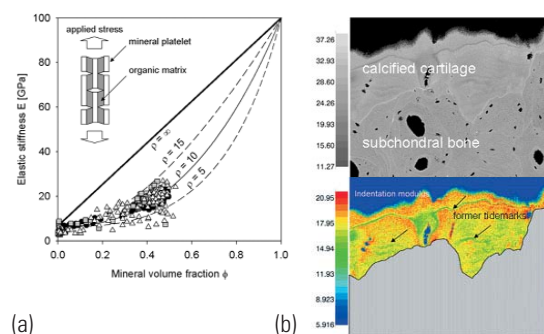 (a)
applied stress
mineral platelet
organic matrix
Elastic stiffness E [GPa]
100
80
60
40
20
0
ρ = ∞
ρ = 15
ρ = 10
ρ = 5
0.0
0.2
0.4
0.6
0.8
1.0
Mineral volume fraction ϕ
(b)
37.26
32.93
28.60
24.26
19.93
15.60
11.27
calcified cartilage
subchondral bone
20.95
17.94
14.93
11.93
8.923
5.916
Indentation modulus
former tidemarks